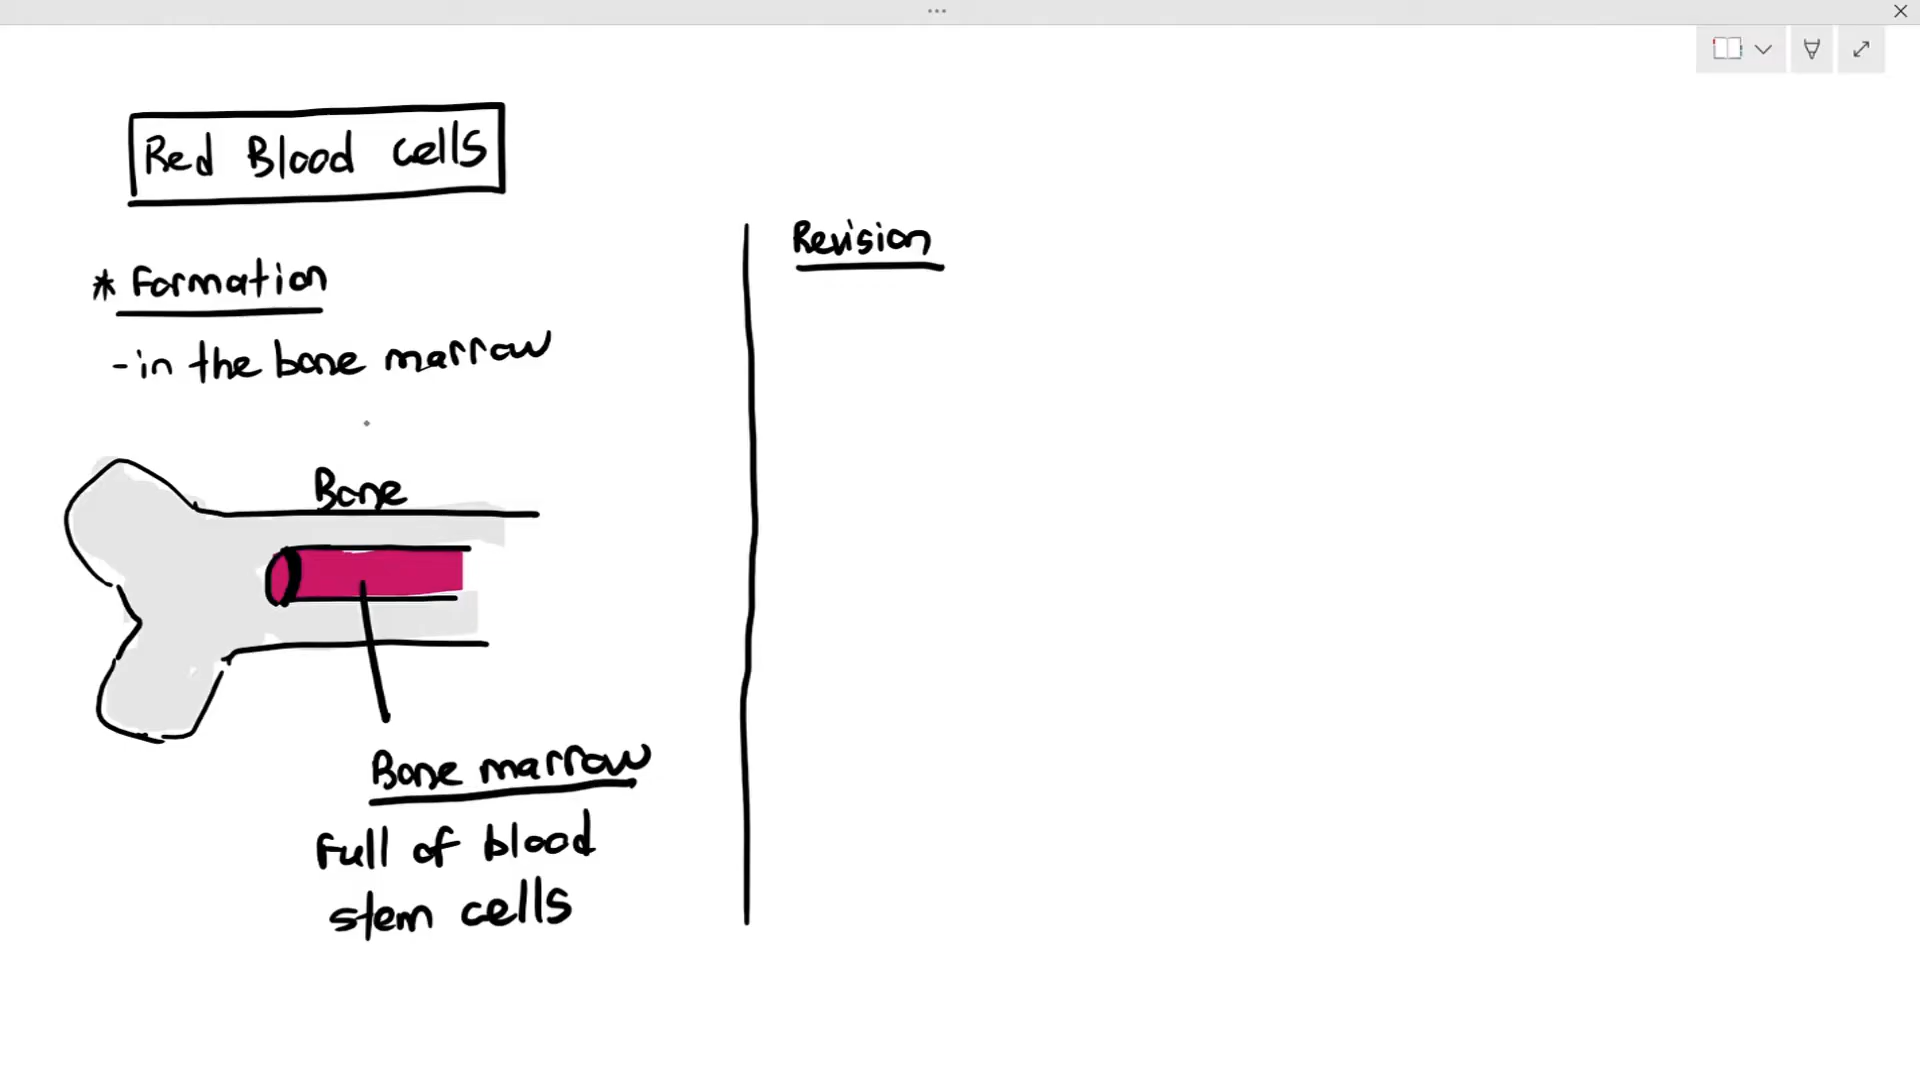 Red Blood cells
* Formation
- in the bone marrow
Bone
Bone marrow
Full of blood
stem cells
Revision